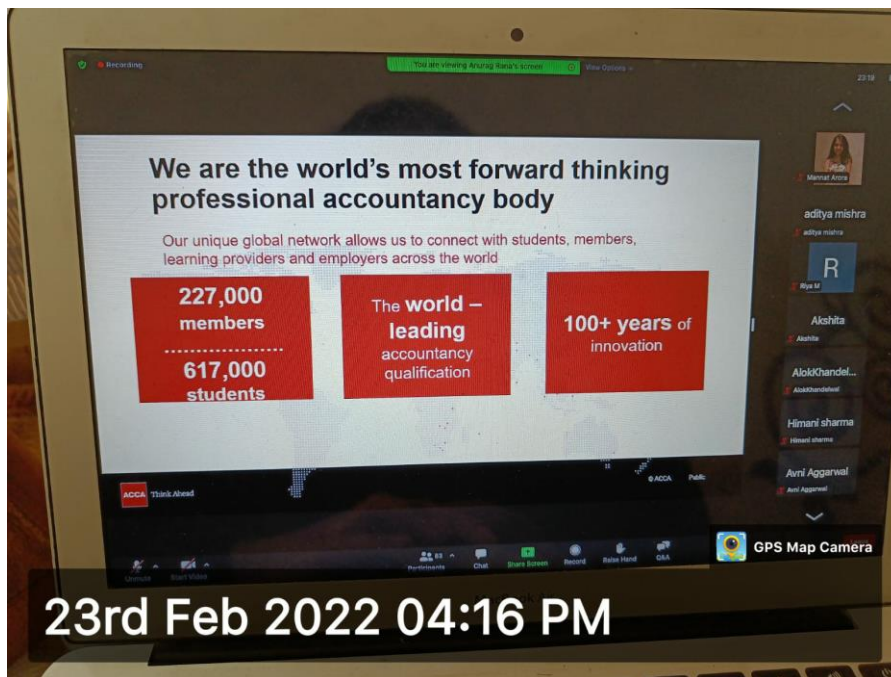 Recording
You are viewing Anurag Rana's screen
View Options
23:19
We are the world's most forward thinking
professional accountancy body
Our unique global network allows us to connect with students, members,
learning providers and employers across the world
227,000
members
617,000
students
The world –
leading
accountancy
qualification
100+ years of
innovation
ACCA Think Ahead
© ACCA
Public
Mannat Arora
aditya mishra
aditya mishra
R
Riya M
Akshita
Akshita
AlokKhandel...
AlokKhandelwal
Himani sharma
Himani sharma
Avni Aggarwal
Avni Aggarwal
Unmute
Start Video
Participants
83
Chat
Share Screen
Record
Raise Hand
Q&A
GPS Map Camera
23rd Feb 2022 04:16 PM